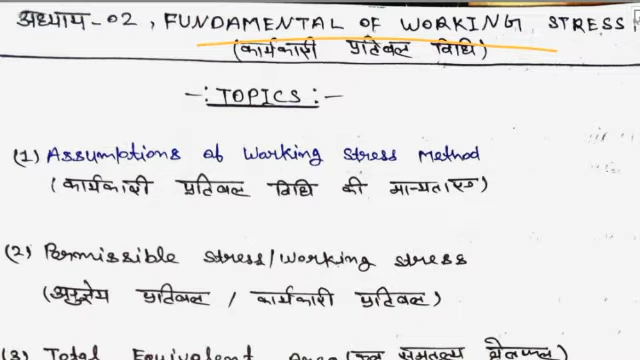 अध्याय-02, FUNDAMENTAL OF WORKING STRESS
(कार्यकारी प्रतिबल विधि)
-: TOPICS :-
(1) Assumptions of Working Stress Method
(कार्यकारी प्रतिबल विधि की मान्यताएं)
(2) Permissible Stress/Working Stress
(अनुज्ञेय प्रतिबल / कार्यकारी प्रतिबल)
(3) Total Equivalent Area (कुल समतुल्य क्षेत्रफल)